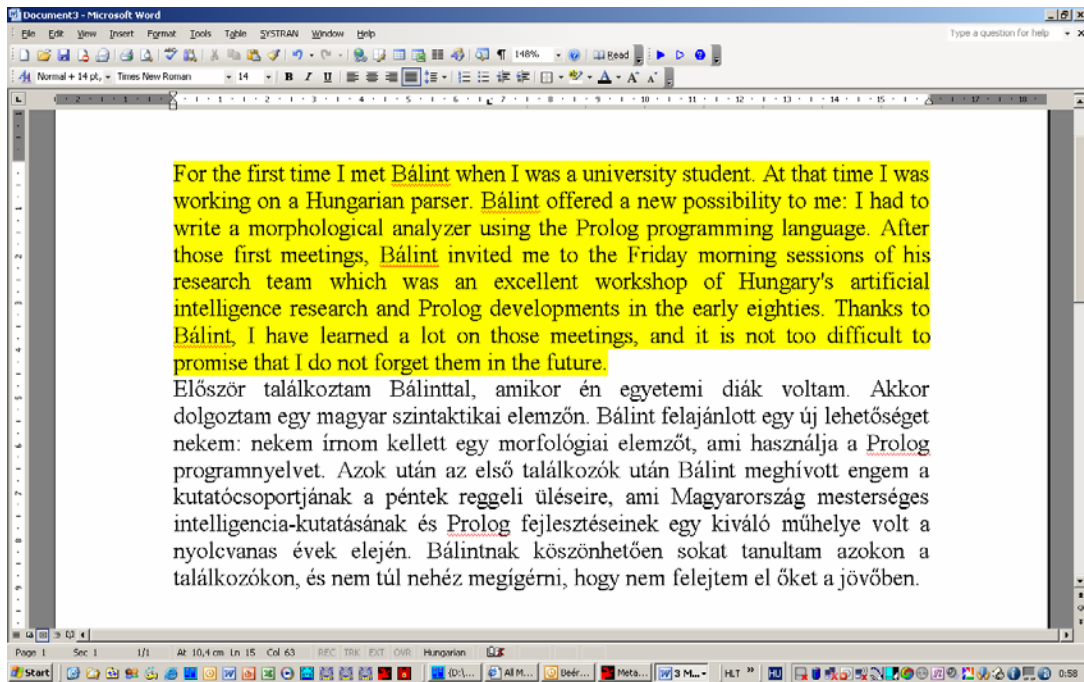 Document3 - Microsoft Word
File Edit View Insert Format Tools Table SYSTRAN Window Help Type a question for help
148% Read
Normal + 14 pt, Times New Roman 14 B I U
For the first time I met Bálint when I was a university student. At that time I was
working on a Hungarian parser. Bálint offered a new possibility to me: I had to
write a morphological analyzer using the Prolog programming language. After
those first meetings, Bálint invited me to the Friday morning sessions of his
research team which was an excellent workshop of Hungary's artificial
intelligence research and Prolog developments in the early eighties. Thanks to
Bálint, I have learned a lot on those meetings, and it is not too difficult to
promise that I do not forget them in the future.
Először találkoztam Bálinttal, amikor én egyetemi diák voltam. Akkor
dolgoztam egy magyar szintaktikai elemzőn. Bálint felajánlott egy új lehetőséget
nekem: nekem írnom kellett egy morfológiai elemzőt, ami használja a Prolog
programnyelvet. Azok után az első találkozók után Bálint meghívott engem a
kutatócsoportjának a péntek reggeli üléseire, ami Magyarország mesterséges
intelligencia-kutatásának és Prolog fejlesztéseinek egy kiváló műhelye volt a
nyolcvanas évek elején. Bálintnak köszönhetően sokat tanultam azokon a
találkozókon, és nem túl nehéz megígérni, hogy nem felejtem el őket a jövőben.
Page 1 Sec 1 1/1 At 10,4 cm Ln 15 Col 63 REC TRK EXT OVR Hungarian
Start {D:\... All M... Beér... Meta... 3 M... HLT HU 0:58